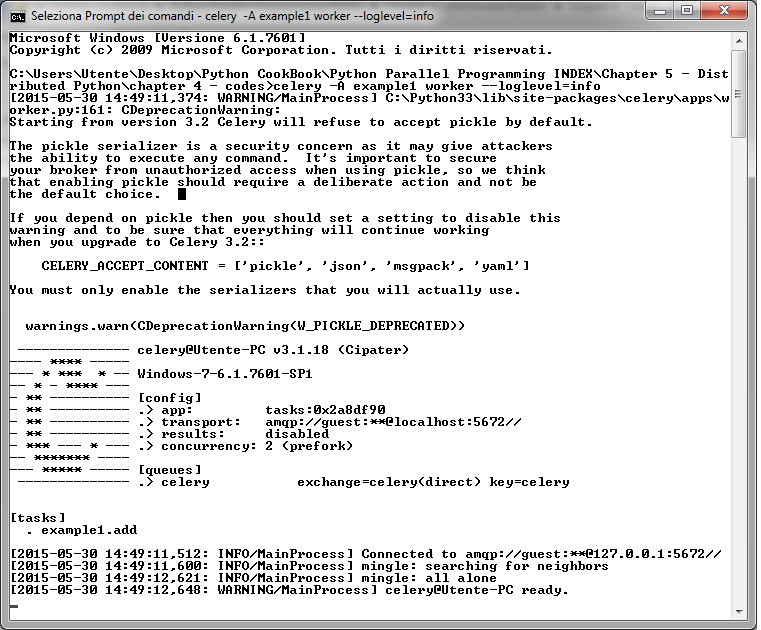 Seleziona Prompt dei comandi - celery  -A example1 worker --loglevel=info
Microsoft Windows [Versione 6.1.7601]
Copyright (c) 2009 Microsoft Corporation. Tutti i diritti riservati.

C:\Users\Utente\Desktop\Python CookBook\Python Parallel Programming INDEX\Chapter 5 - Dist
ributed Python\chapter 4 - codes>celery -A example1 worker --loglevel=info
[2015-05-30 14:49:11,374: WARNING/MainProcess] C:\Python33\lib\site-packages\celery\apps\w
orker.py:161: CDeprecationWarning:
Starting from version 3.2 Celery will refuse to accept pickle by default.

The pickle serializer is a security concern as it may give attackers
the ability to execute any command.  It's important to secure
your broker from unauthorized access when using pickle, so we think
that enabling pickle should require a deliberate action and not be
the default choice.

If you depend on pickle then you should set a setting to disable this
warning and to be sure that everything will continue working
when you upgrade to Celery 3.2::

    CELERY_ACCEPT_CONTENT = ['pickle', 'json', 'msgpack', 'yaml']

You must only enable the serializers that you will actually use.

  warnings.warn(CDeprecationWarning(W_PICKLE_DEPRECATED))

 -------------- celery@Utente-PC v3.1.18 (Cipater)
---- **** -----
--- * ***  * -- Windows-7-6.1.7601-SP1
-- * - **** ---
- ** ---------- [config]
- ** ---------- .> app:         tasks:0x2a8df90
- ** ---------- .> transport:   amqp://guest:**@localhost:5672//
- ** ---------- .> results:     disabled
- *** --- * --- .> concurrency: 2 (prefork)
-- ******* ----
--- ***** ----- [queues]
 -------------- .> celery           exchange=celery(direct) key=celery

[tasks]
  . example1.add

[2015-05-30 14:49:11,512: INFO/MainProcess] Connected to amqp://guest:**@127.0.0.1:5672//
[2015-05-30 14:49:11,600: INFO/MainProcess] mingle: searching for neighbors
[2015-05-30 14:49:12,621: INFO/MainProcess] mingle: all alone
[2015-05-30 14:49:12,648: WARNING/MainProcess] celery@Utente-PC ready.